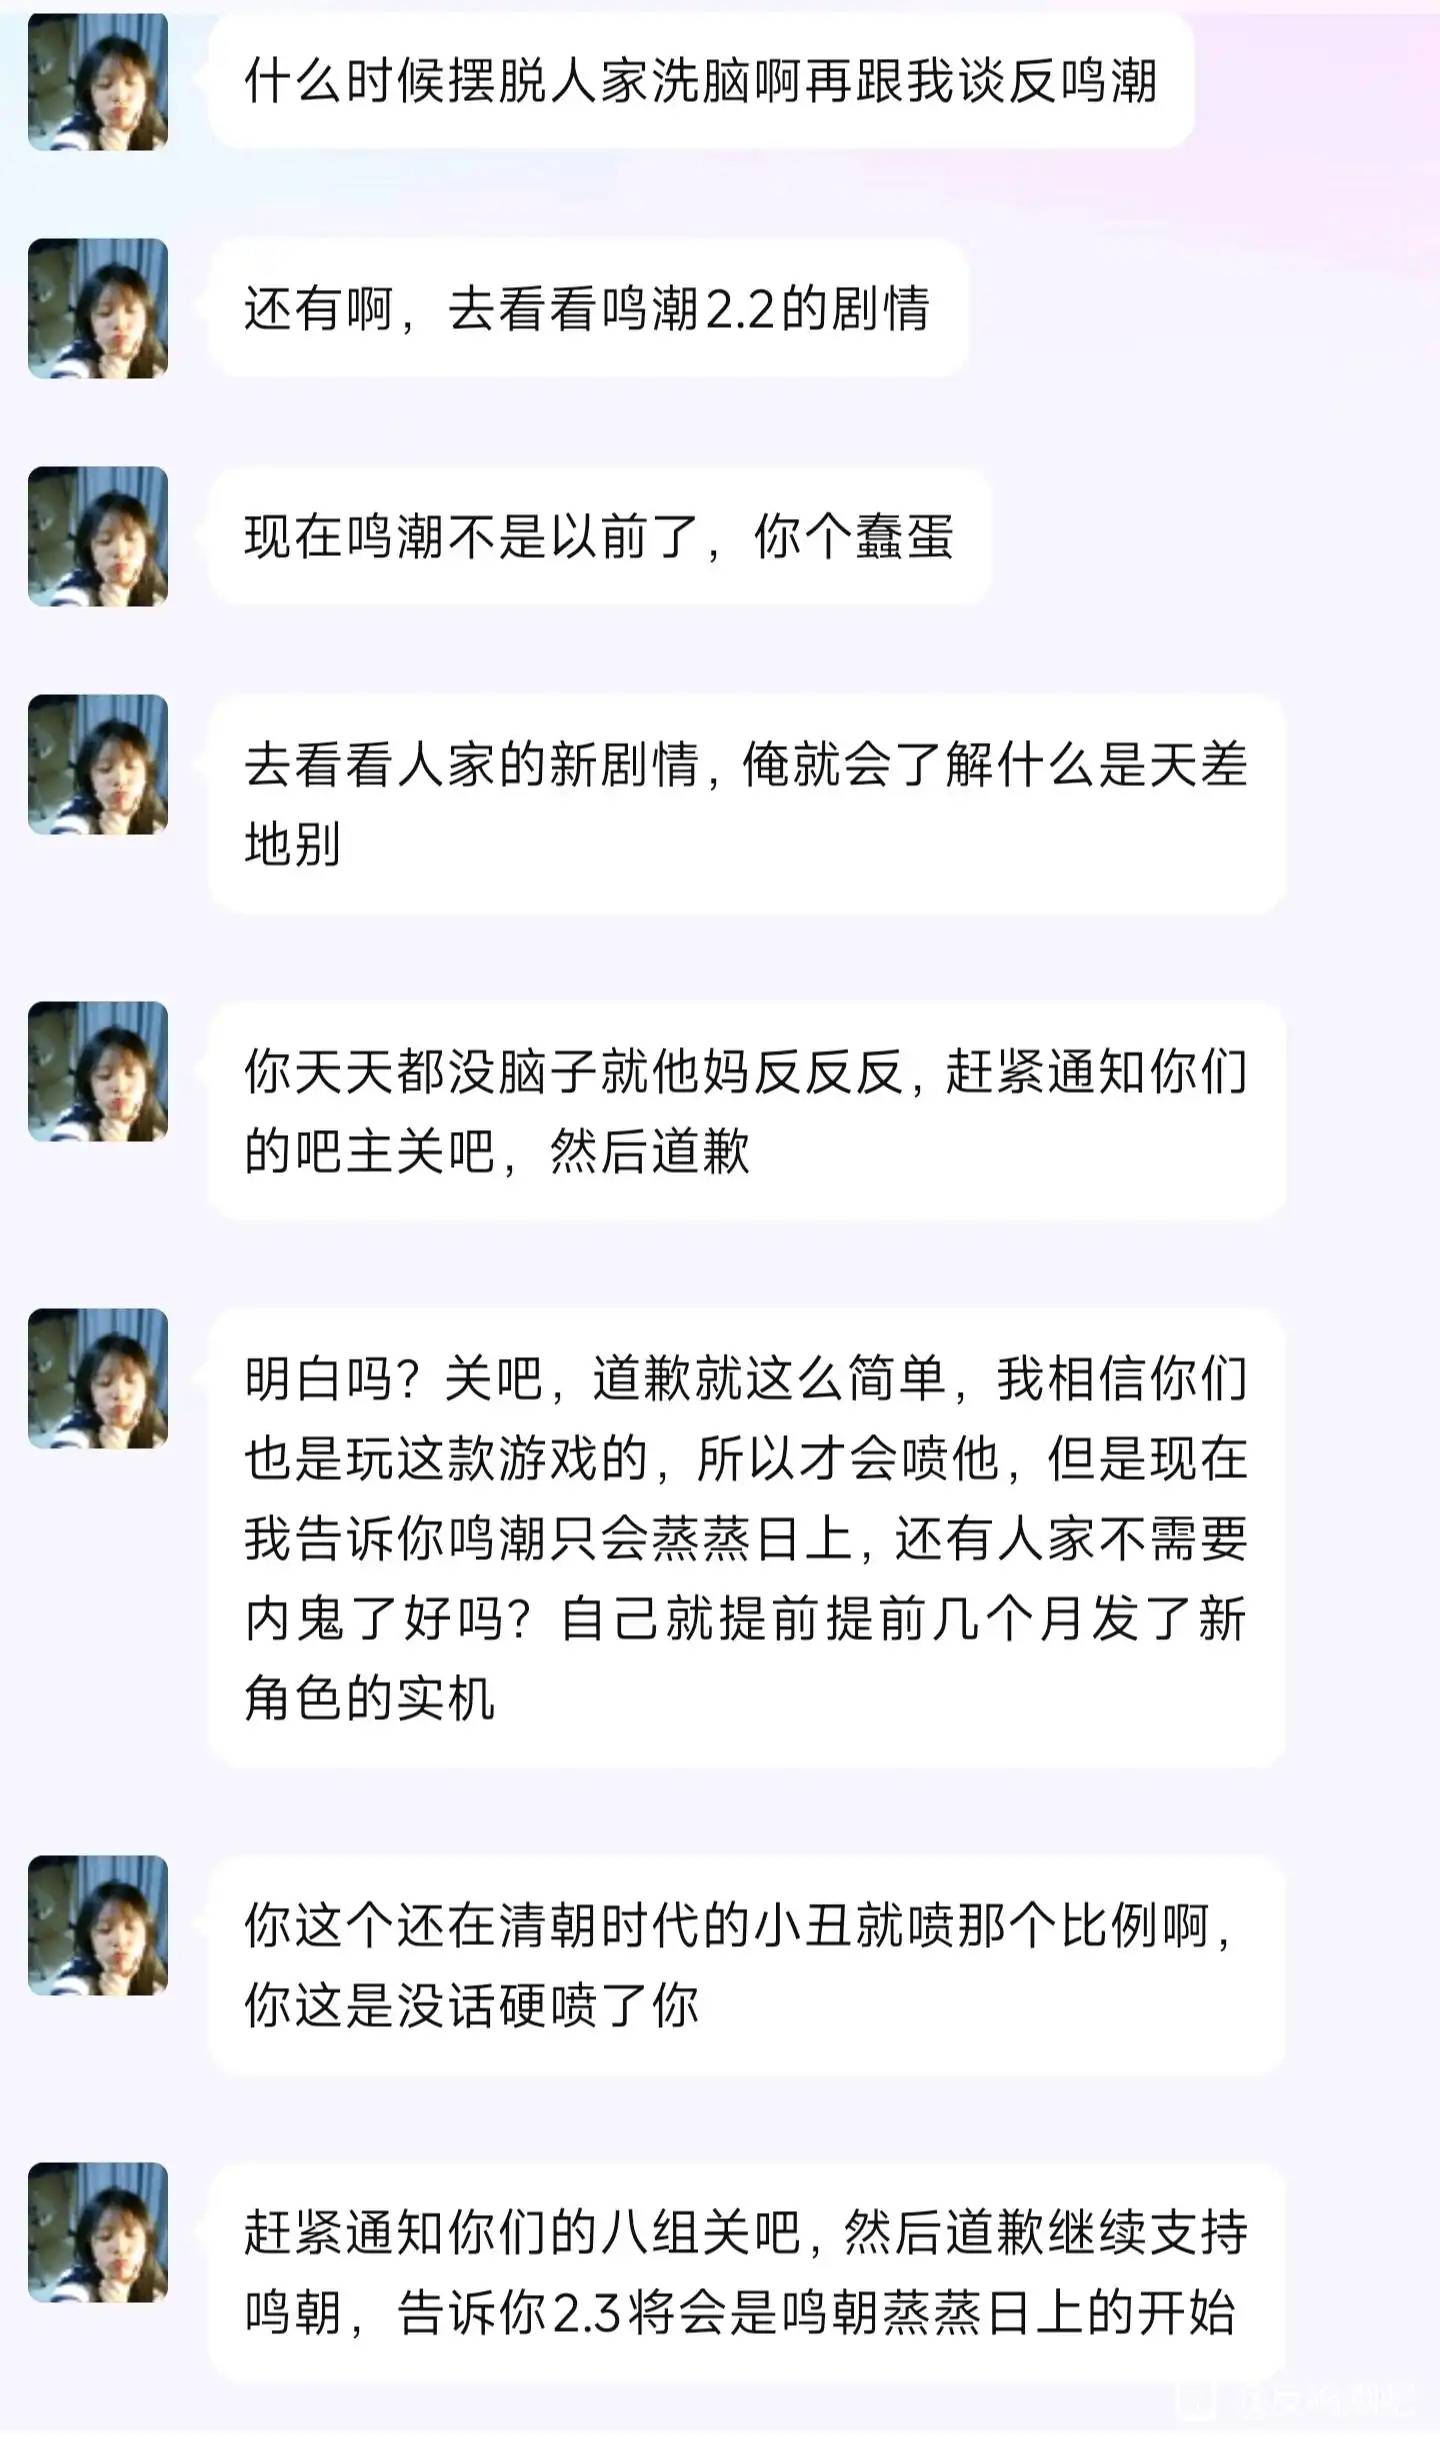 什么时候摆脱人家洗脑啊再跟我谈反鸣潮
还有啊，去看看鸣潮2.2的剧情
现在鸣潮不是以前了，你个蠢蛋
去看看人家的新剧情，俺就会了解什么是天差
地别
你天天都没脑子就他妈反反反，赶紧通知你们
的吧主关吧，然后道歉
明白吗？关吧，道歉就这么简单，我相信你们
也是玩这款游戏的，所以才会喷他，但是现在
我告诉你鸣潮只会蒸蒸日上，还有人家不需要
内鬼了好吗？自己就提前提前几个月发了新
角色的实机
你这个还在清朝时代的小丑就喷那个比例啊，
你这是没话硬喷了你
赶紧通知你们的八组关吧，然后道歉继续支持
鸣朝，告诉你2.3将会是鸣朝蒸蒸日上的开始